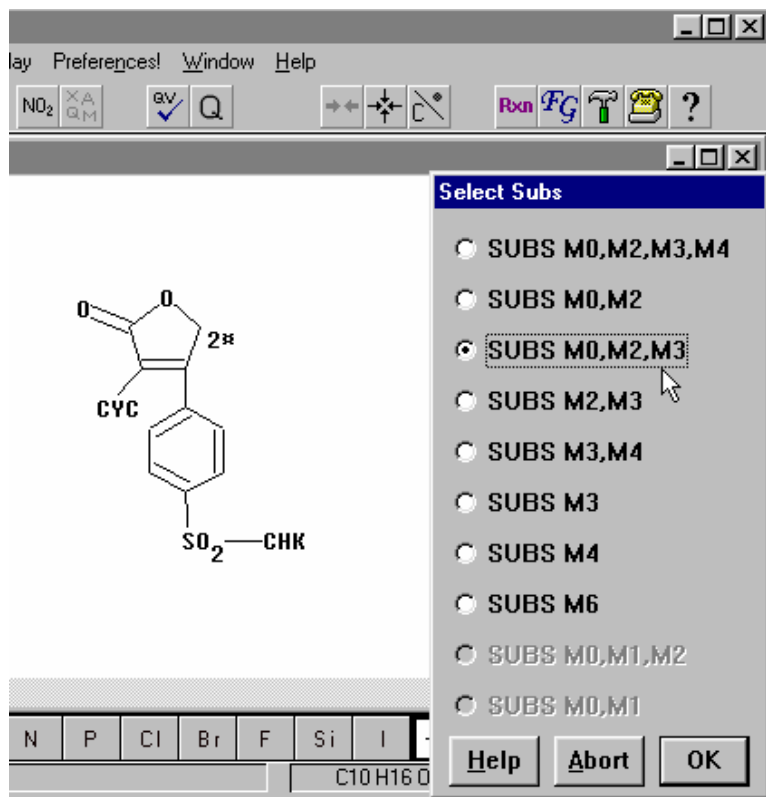 lay Preferences! Window Help
NO2 XA QM QV Q C Rxn FG ?
Select Subs
SUBS M0,M2,M3,M4
SUBS M0,M2
SUBS M0,M2,M3
SUBS M2,M3
SUBS M3,M4
SUBS M3
SUBS M4
SUBS M6
SUBS M0,M1,M2
SUBS M0,M1
Help Abort OK
O O
2¤
CYC
SO2 CHK
N P Cl Br F Si I
C10H16O